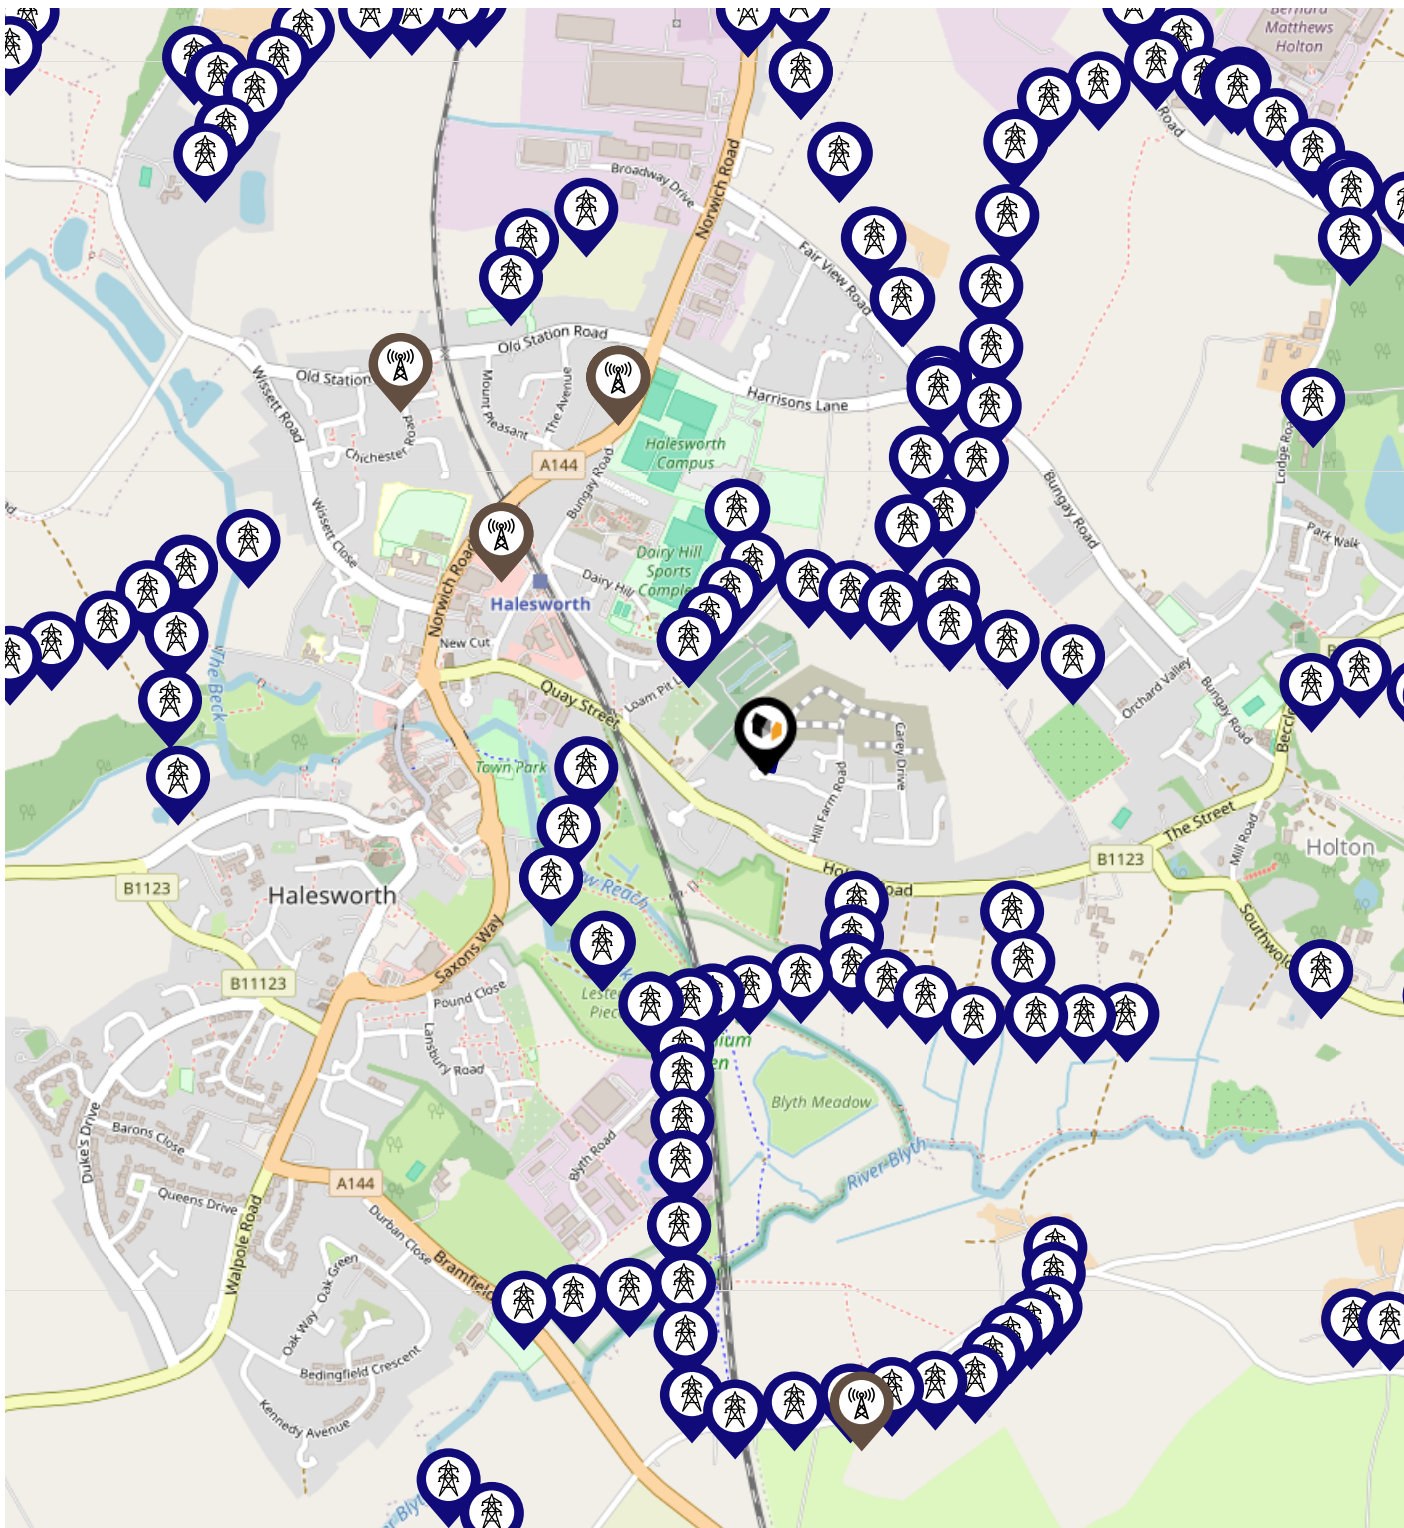 Bernard
Matthews
Holton
Road
Broadway Drive
Norwich Road
Fair View Road
Old Station Road
Old Station
Wissett Road
Mount Pleasant
The Avenue
Harrisons Lane
Chichester Road
Halesworth
Campus
A144
Bungay Road
Bungay Road
Lodge Road
Wissett Close
Park Walk
Dairy Hill
Sports
Complex
Dairy Hill
Norwich Road
Halesworth
New Cut
The Beck
Loam Pit L
Quay Street
Orchard Valley
Bungay Road
Beccle
Town Park
Carey Drive
Hill Farm Road
The Street
Mill Road
Holton
B1123
B1123
Halesworth
Reach
Road
Saxons Way
Southwold
B11123
Pound Close
Lansbury Road
Blyth Meadow
Duke's Drive
Barons Close
Blyth Road
River Blyth
Queens Drive
A144
Walpole Road
Durban Close
Oak Green
Bramfield
Oak Way
Bedingfield Crescent
Kennedy Avenue